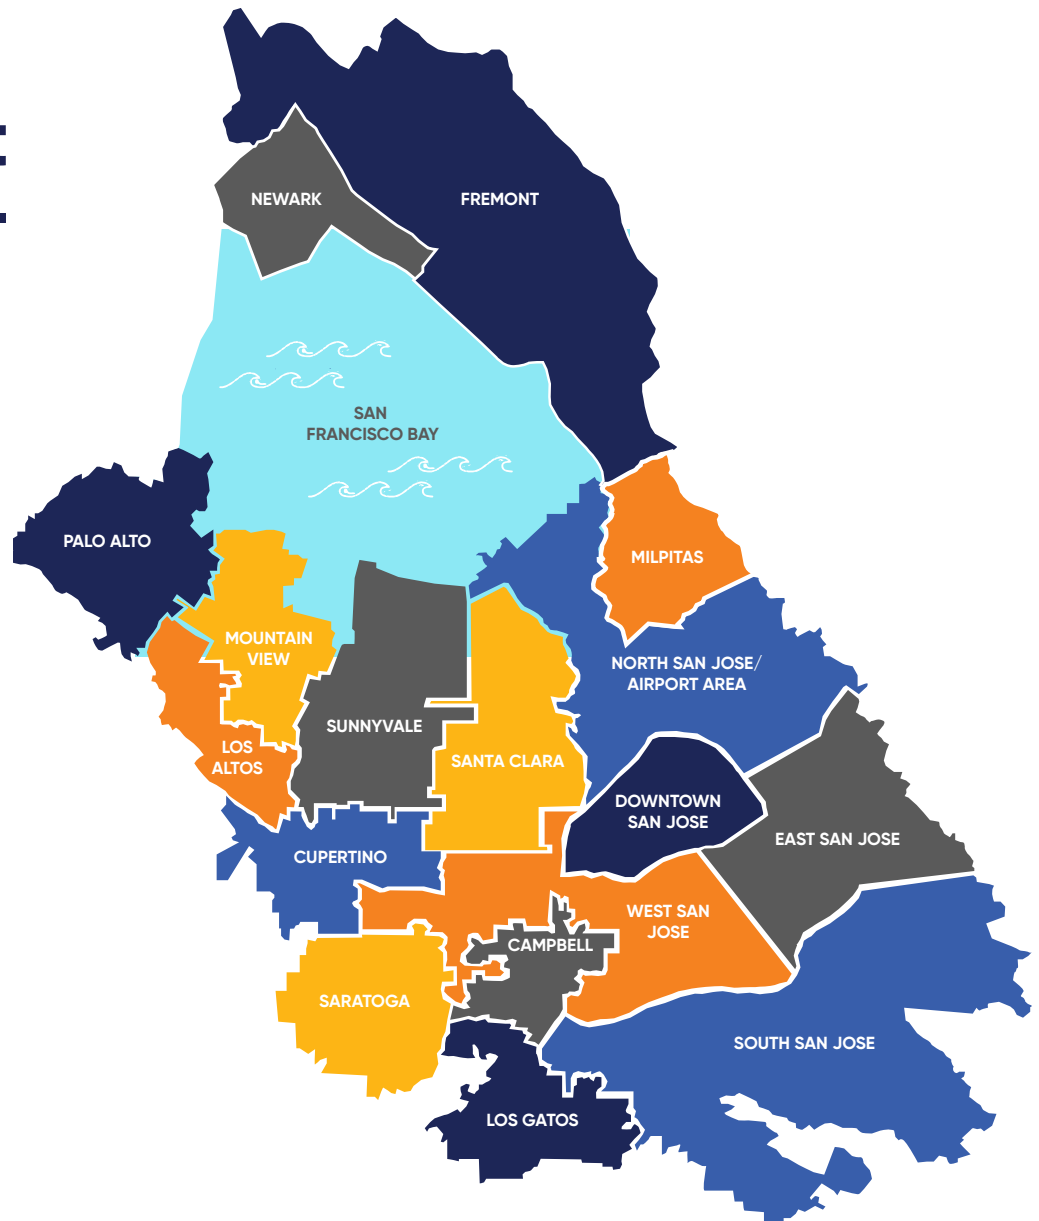 NEWARK
FREMONT
SAN
FRANCISCO BAY
PALO ALTO
MILPITAS
MOUNTAIN
VIEW
NORTH SAN JOSE/
AIRPORT AREA
SUNNYVALE
LOS
ALTOS
SANTA CLARA
DOWNTOWN
SAN JOSE
EAST SAN JOSE
CUPERTINO
WEST SAN
JOSE
CAMPBELL
SARATOGA
SOUTH SAN JOSE
LOS GATOS